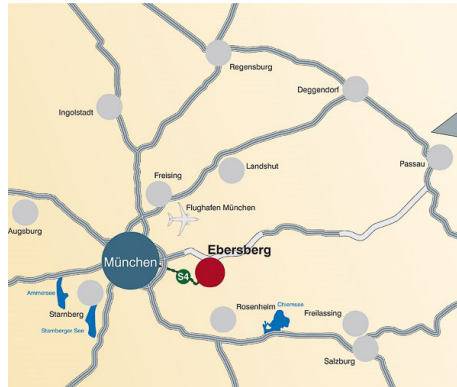 Regensburg
Deggendorf
Ingolstadt
Landshut
Passau
Freising
Flughafen München
Augsburg
Ebersberg
München
S4
Ammersee
Starnberg
Starnberger See
Rosenheim
Chiemsee
Freilassing
Salzburg